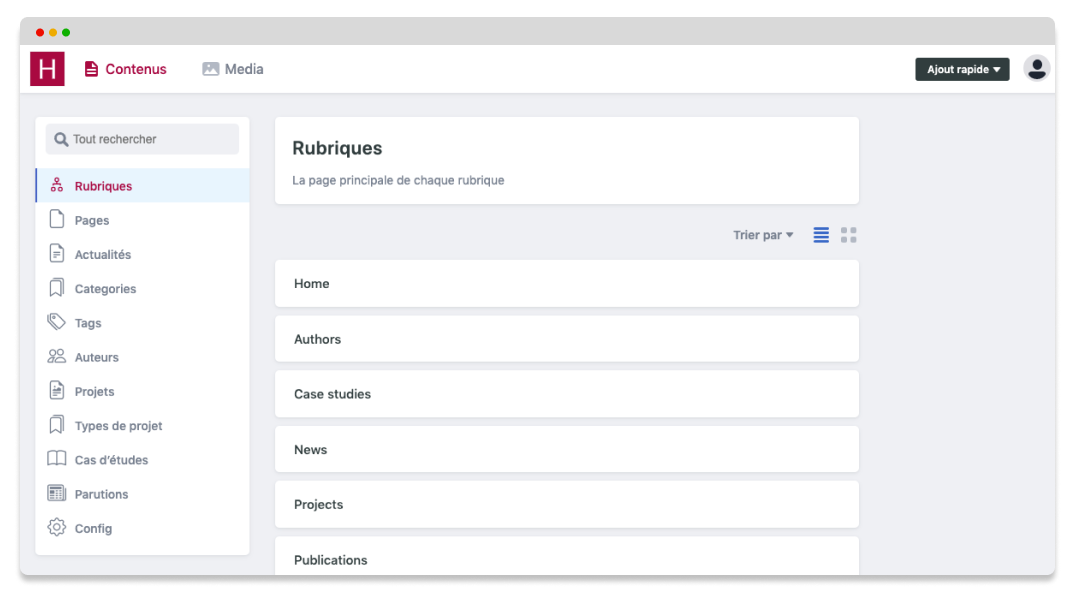 H
Contenus
Media
Ajout rapide
Tout rechercher
Rubriques
Pages
Actualités
Categories
Tags
Auteurs
Projets
Types de projet
Cas d'études
Parutions
Config
Rubriques
La page principale de chaque rubrique
Trier par
Home
Authors
Case studies
News
Projects
Publications